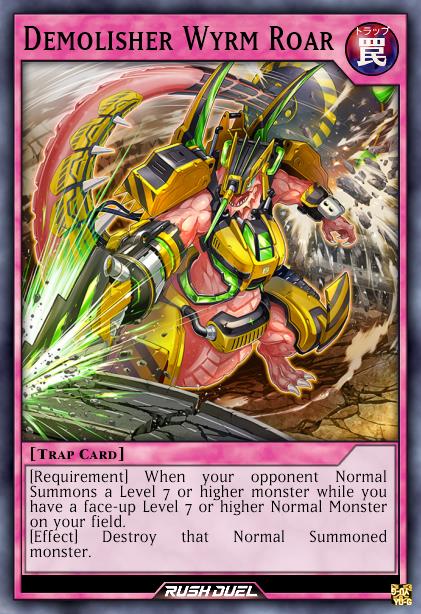 DEMOLISHER WYRM ROAR
トラップ
罠
[TRAP CARD]
[Requirement] When your opponent Normal
Summons a Level 7 or higher monster while you
have a face-up Level 7 or higher Normal Monster
on your field.
[Effect] Destroy that Normal Summoned
monster.
RUSH DUEL